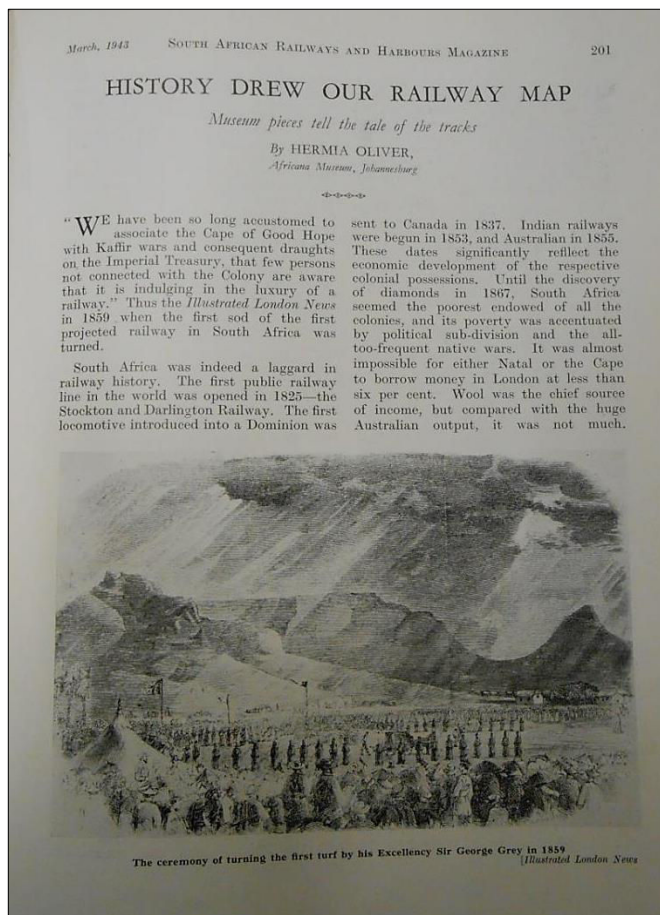 March, 1943 SOUTH AFRICAN RAILWAYS AND HARBOURS MAGAZINE 201
HISTORY DREW OUR RAILWAY MAP
Museum pieces tell the tale of the tracks
By HERMIA OLIVER,
Africana Museum, Johannesburg
"WE have been so long accustomed to
associate the Cape of Good Hope
with Kaffir wars and consequent draughts
on the Imperial Treasury, that few persons
not connected with the Colony are aware
that it is indulging in the luxury of a
railway." Thus the Illustrated London News
in 1859 when the first sod of the first
projected railway in South Africa was
turned.
South Africa was indeed a laggard in
railway history. The first public railway
line in the world was opened in 1825—the
Stockton and Darlington Railway. The first
locomotive introduced into a Dominion was
sent to Canada in 1837. Indian railways
were begun in 1853, and Australian in 1855.
These dates significantly refllect the
economic development of the respective
colonial possessions. Until the discovery
of diamonds in 1867, South Africa
seemed the poorest endowed of all the
colonies, and its poverty was accentuated
by political sub-division and the all-
too-frequent native wars. It was almost
impossible for either Natal or the Cape
to borrow money in London at less than
six per cent. Wool was the chief source
of income, but compared with the huge
Australian output, it was not much.
The ceremony of turning the first turf by his Excellency Sir George Grey in 1859
[Illustrated London News